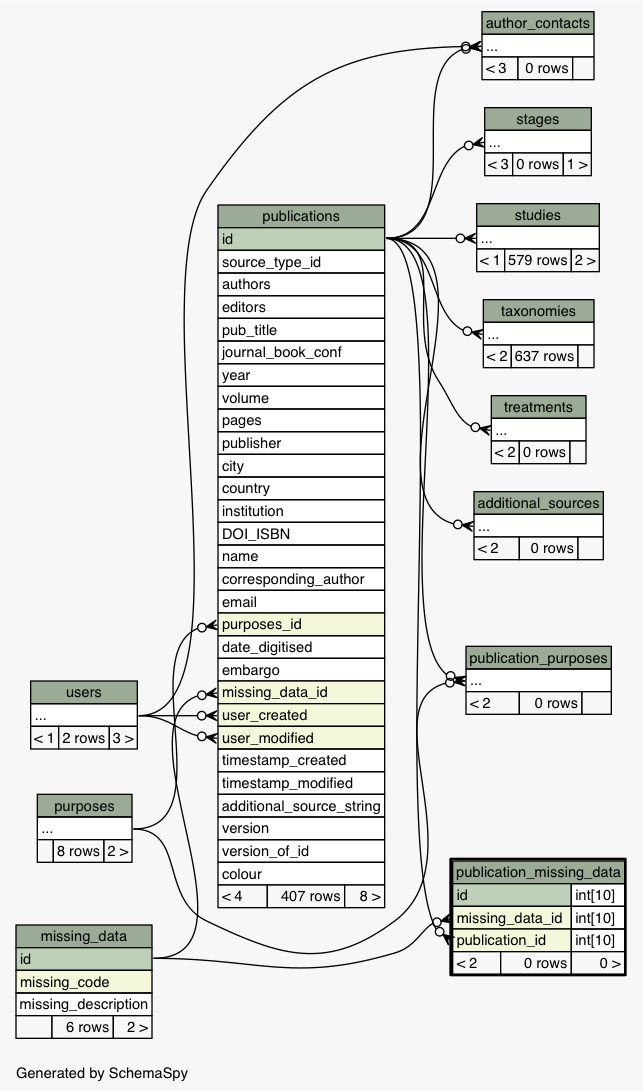 author_contacts
...
< 3 0 rows
stages
...
< 3 0 rows 1 >
studies
...
< 1 579 rows 2 >
taxonomies
...
< 2 637 rows
treatments
...
< 2 0 rows
additional_sources
...
< 2 0 rows
publication_purposes
...
< 2 0 rows
publication_missing_data
id int[10]
missing_data_id int[10]
publication_id int[10]
< 2 0 rows 0 >
publications
id
source_type_id
authors
editors
pub_title
journal_book_conf
year
volume
pages
publisher
city
country
institution
DOI_ISBN
name
corresponding_author
email
purposes_id
date_digitised
embargo
missing_data_id
user_created
user_modified
timestamp_created
timestamp_modified
additional_source_string
version
version_of_id
colour
< 4 407 rows 8 >
users
...
< 1 2 rows 3 >
purposes
...
8 rows 2 >
missing_data
id
missing_code
missing_description
6 rows 2 >
Generated by SchemaSpy